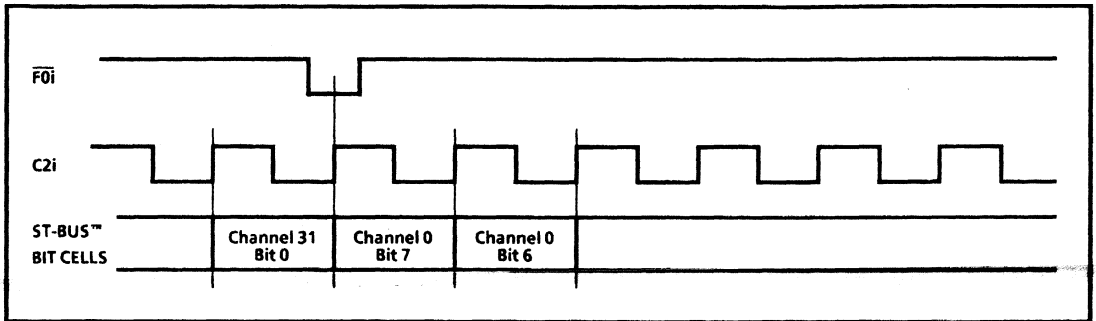 F0i
C2i
ST-BUS™
BIT CELLS
Channel 31
Bit 0
Channel 0
Bit 7
Channel 0
Bit 6